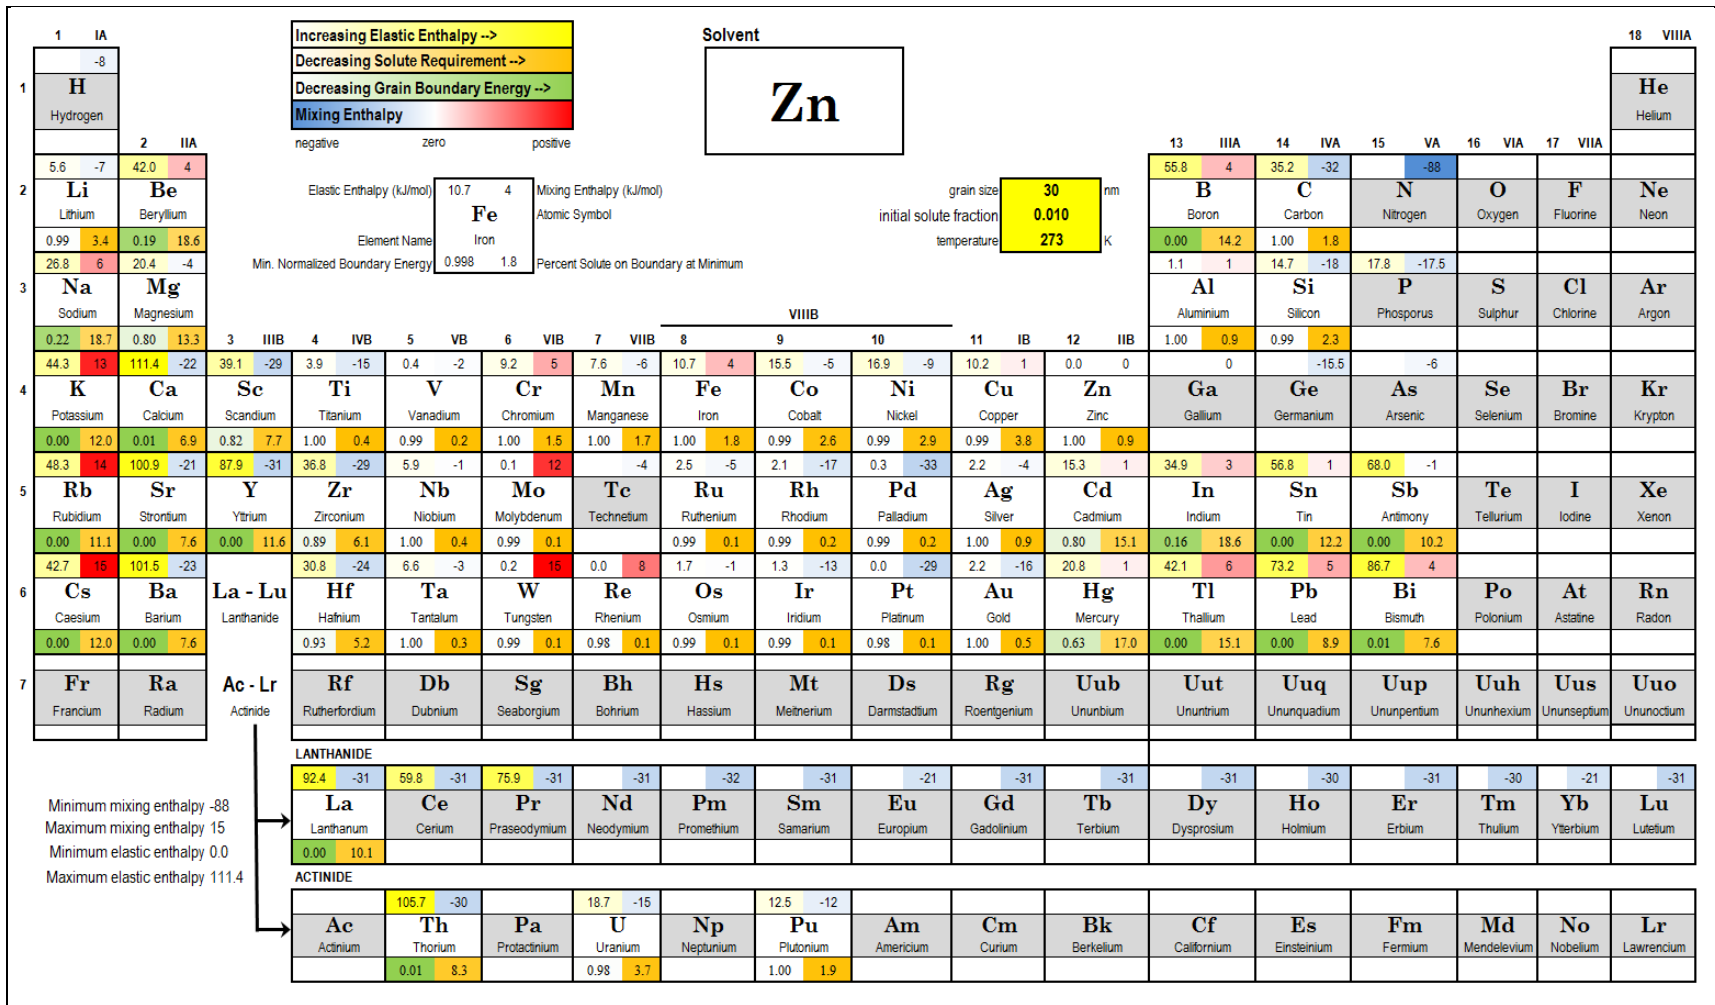 1 IA
18 VIIIA
Increasing Elastic Enthalpy -->
Decreasing Solute Requirement -->
Decreasing Grain Boundary Energy -->
Mixing Enthalpy
negative zero positive
Solvent
Zn
Elastic Enthalpy (kJ/mol) 10.7 4 Mixing Enthalpy (kJ/mol)
Fe Atomic Symbol
Element Name Iron
Min. Normalized Boundary Energy 0.998 1.8 Percent Solute on Boundary at Minimum
grain size 30 nm
initial solute fraction 0.010
temperature 273 K
-8
1 H He
Hydrogen Helium
2 IIA 13 IIIA 14 IVA 15 VA 16 VIA 17 VIIA
5.6 -7 42.0 4 55.8 4 35.2 -32 -88
2 Li Be B C N O F Ne
Lithium Beryllium Boron Carbon Nitrogen Oxygen Fluorine Neon
0.99 3.4 0.19 18.6 0.00 14.2 1.00 1.8
26.8 6 20.4 -4 1.1 1 14.7 -18 17.8 -17.5
3 Na Mg Al Si P S Cl Ar
Sodium Magnesium Aluminium Silicon Phosporus Sulphur Chlorine Argon
VIIIB
0.22 18.7 0.80 13.3 3 IIIB 4 IVB 5 VB 6 VIB 7 VIIB 8 9 10 11 IB 12 IIB 1.00 0.9 0.99 2.3
44.3 13 111.4 -22 39.1 -29 3.9 -15 0.4 -2 9.2 5 7.6 -6 10.7 4 15.5 -5 16.9 -9 10.2 1 0.0 0 0 -15.5 -6
4 K Ca Sc Ti V Cr Mn Fe Co Ni Cu Zn Ga Ge As Se Br Kr
Potassium Calcium Scandium Titanium Vanadium Chromium Manganese Iron Cobalt Nickel Copper Zinc Gallium Germanium Arsenic Selenium Bromine Krypton
0.00 12.0 0.01 6.9 0.82 7.7 1.00 0.4 0.99 0.2 1.00 1.5 1.00 1.7 1.00 1.8 0.99 2.6 0.99 2.9 0.99 3.8 1.00 0.9
48.3 14 100.9 -21 87.9 -31 36.8 -29 5.9 -1 0.1 12 -4 2.5 -5 2.1 -17 0.3 -33 2.2 -4 15.3 1 34.9 3 56.8 1 68.0 -1
5 Rb Sr Y Zr Nb Mo Tc Ru Rh Pd Ag Cd In Sn Sb Te I Xe
Rubidium Strontium Yttrium Zirconium Niobium Molybdenum Technetium Ruthenium Rhodium Palladium Silver Cadmium Indium Tin Antimony Tellurium Iodine Xenon
0.00 11.1 0.00 7.6 0.00 11.6 0.89 6.1 1.00 0.4 0.99 0.1 0.99 0.1 0.99 0.2 0.99 0.2 1.00 0.9 0.80 15.1 0.16 18.6 0.00 12.2 0.00 10.2
42.7 15 101.5 -23 30.8 -24 6.6 -3 0.2 15 0.0 8 1.7 -1 1.3 -13 0.0 -29 2.2 -16 20.8 1 42.1 6 73.2 5 86.7 4
6 Cs Ba La - Lu Hf Ta W Re Os Ir Pt Au Hg Tl Pb Bi Po At Rn
Caesium Barium Lanthanide Hafnium Tantalum Tungsten Rhenium Osmium Iridium Platinum Gold Mercury Thallium Lead Bismuth Polonium Astatine Radon
0.00 12.0 0.00 7.6 0.93 5.2 1.00 0.3 0.99 0.1 0.98 0.1 0.99 0.1 0.99 0.1 0.98 0.1 1.00 0.5 0.63 17.0 0.00 15.1 0.00 8.9 0.01 7.6
7 Fr Ra Ac - Lr Rf Db Sg Bh Hs Mt Ds Rg Uub Uut Uuq Uup Uuh Uus Uuo
Francium Radium Actinide Rutherfordium Dubnium Seaborgium Bohrium Hassium Meitnerium Darmstadtium Roentgenium Ununbium Ununtrium Ununquadium Ununpentium Ununhexium Ununseptium Ununoctium
LANTHANIDE
92.4 -31 59.8 -31 75.9 -31 -31 -32 -31 -21 -31 -31 -31 -30 -31 -30 -21 -31
La Ce Pr Nd Pm Sm Eu Gd Tb Dy Ho Er Tm Yb Lu
Lanthanum Cerium Praseodymium Neodymium Promethium Samarium Europium Gadolinium Terbium Dysprosium Holmium Erbium Thulium Ytterbium Lutetium
0.00 10.1
Minimum mixing enthalpy -88
Maximum mixing enthalpy 15
Minimum elastic enthalpy 0.0
Maximum elastic enthalpy 111.4
ACTINIDE
105.7 -30 18.7 -15 12.5 -12
Ac Th Pa U Np Pu Am Cm Bk Cf Es Fm Md No Lr
Actinium Thorium Protactinium Uranium Neptunium Plutonium Americium Curium Berkelium Californium Einsteinium Fermium Mendelevium Nobelium Lawrencium
0.01 8.3 0.98 3.7 1.00 1.9